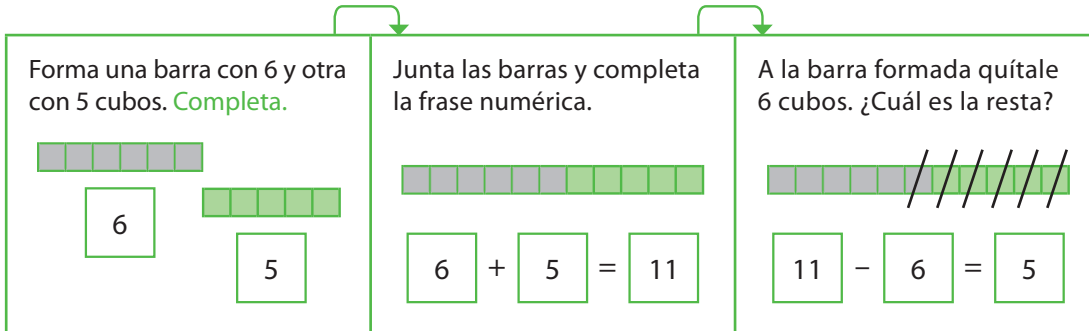 Forma una barra con 6 y otra
con 5 cubos. Completa.
6
5
Junta las barras y completa
la frase numérica.
6 + 5 = 11
A la barra formada quítale
6 cubos. ¿Cuál es la resta?
11 – 6 = 5